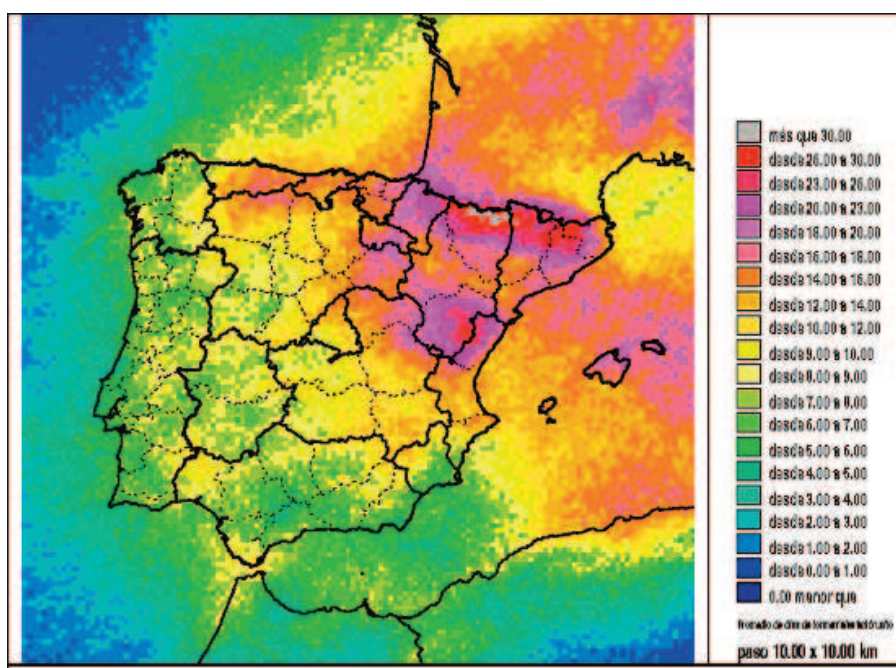 más que 30.00
desde 26.00 a 30.00
desde 23.00 a 26.00
desde 20.00 a 23.00
desde 18.00 a 20.00
desde 16.00 a 18.00
desde 14.00 a 16.00
desde 12.00 a 14.00
desde 10.00 a 12.00
desde 9.00 a 10.00
desde 8.00 a 9.00
desde 7.00 a 8.00
desde 6.00 a 7.00
desde 5.00 a 6.00
desde 4.00 a 5.00
desde 3.00 a 4.00
desde 2.00 a 3.00
desde 1.00 a 2.00
desde 0.00 a 1.00
0.00 menor que
Promedio de días de tormenta
paso 10.00 x 10.00 km